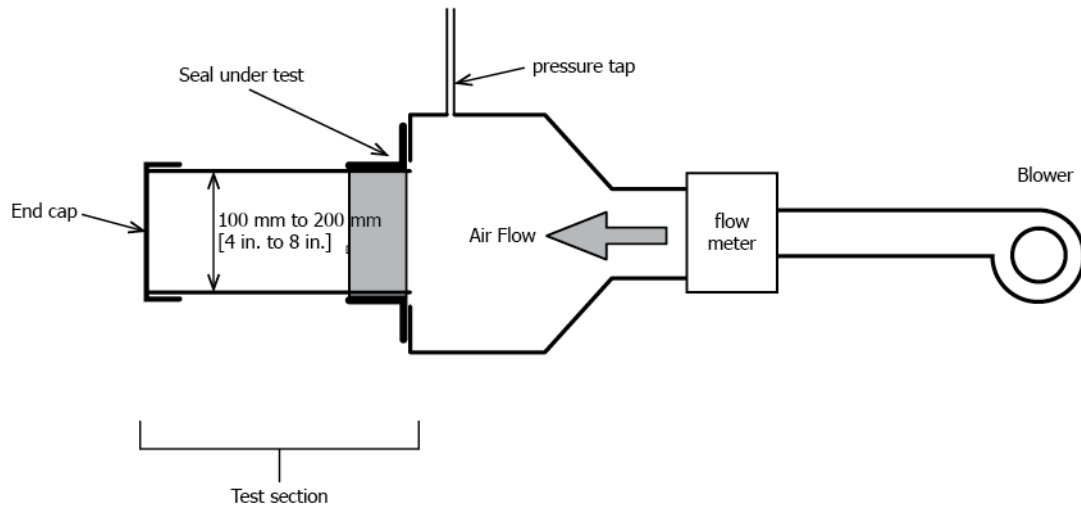 pressure tap
Seal under test
Blower
End cap
100 mm to 200 mm
[4 in. to 8 in.]
Air Flow
flow
meter
Test section